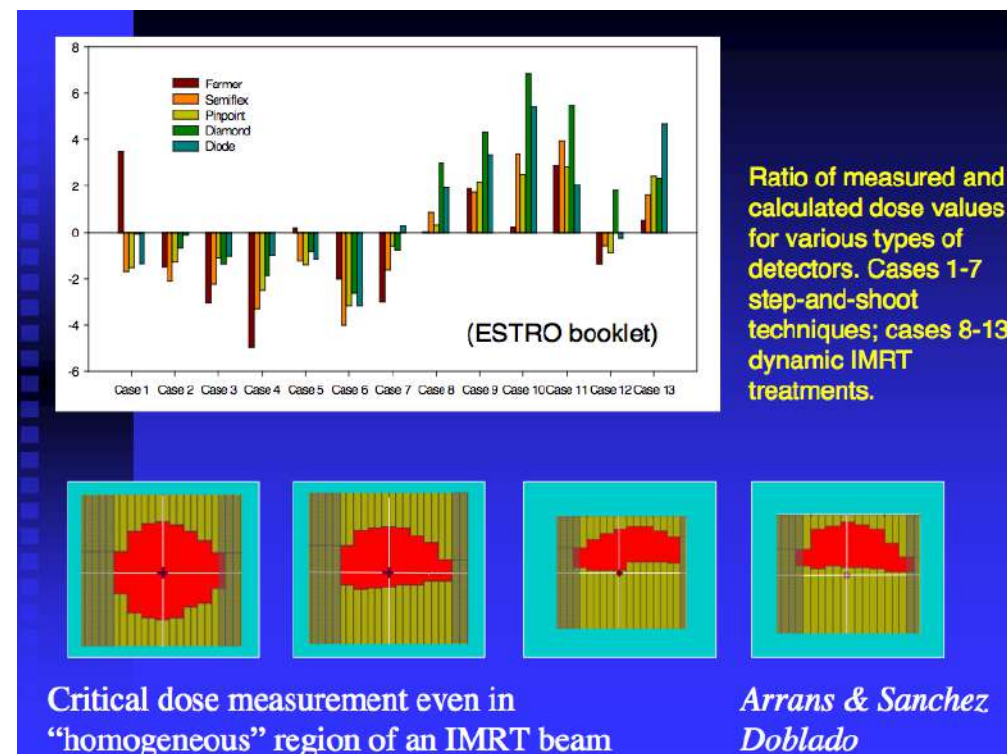 8
6
4
2
0
-2
-4
-6
Farmer
Semiflex
Pinpoint
Diamond
Diode
(ESTRO booklet)
Case 1 Case 2 Case 3 Case 4 Case 5 Case 6 Case 7 Case 8 Case 9 Case 10 Case 11 Case 12 Case 13
Ratio of measured and
calculated dose values
for various types of
detectors. Cases 1-7
step-and-shoot
techniques; cases 8-13
dynamic IMRT
treatments.
Critical dose measurement even in
“homogeneous” region of an IMRT beam
Arrans & Sanchez
Doblado